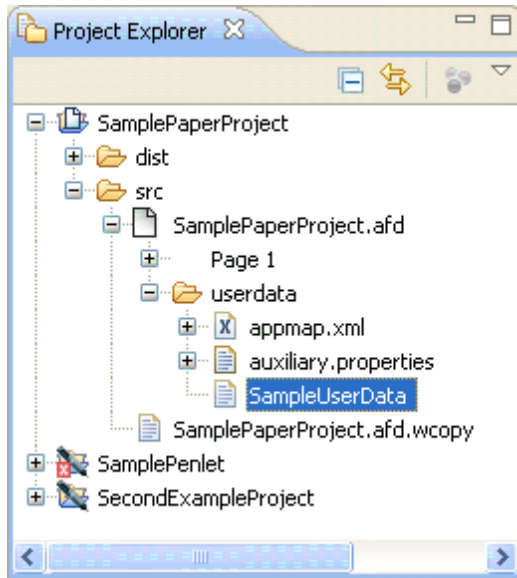 Project Explorer
SamplePaperProject
dist
src
SamplePaperProject.afd
Page 1
userdata
appmap.xml
auxiliary.properties
SampleUserData
SamplePaperProject.afd.wcopy
SamplePenlet
SecondExampleProject